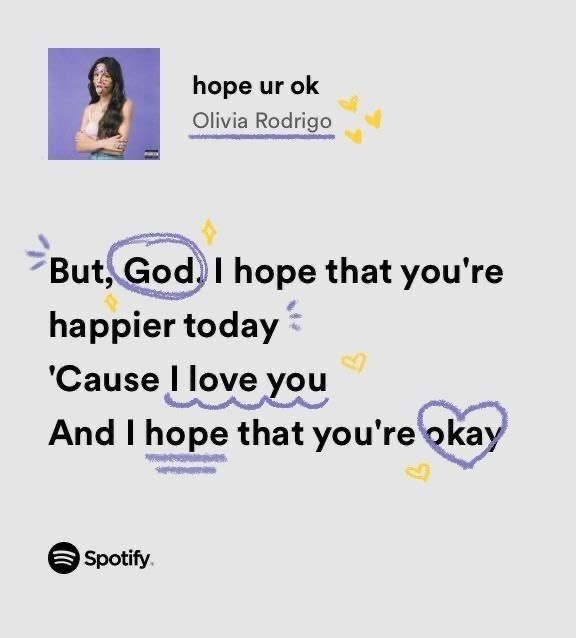 hope ur ok
Olivia Rodrigo
But, God, I hope that you're
happier today
'Cause I love you
And I hope that you're okay
Spotify